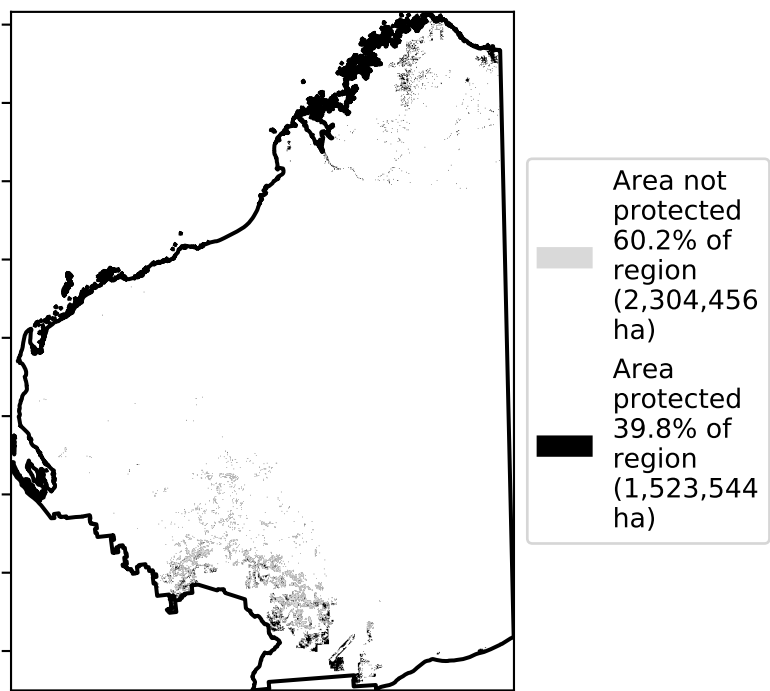 Area not
protected
60.2% of
region
(2,304,456
ha)
Area
protected
39.8% of
region
(1,523,544
ha)